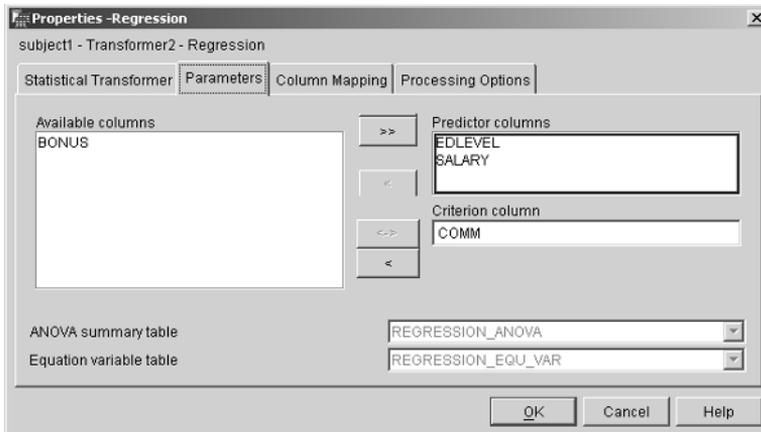 Properties -Regression
subject1 - Transformer2 - Regression
Statistical Transformer Parameters Column Mapping Processing Options
Available columns
BONUS
>>
<
<->
<
Predictor columns
EDLEVEL
SALARY
Criterion column
COMM
ANOVA summary table REGRESSION_ANOVA
Equation variable table REGRESSION_EQU_VAR
OK Cancel Help